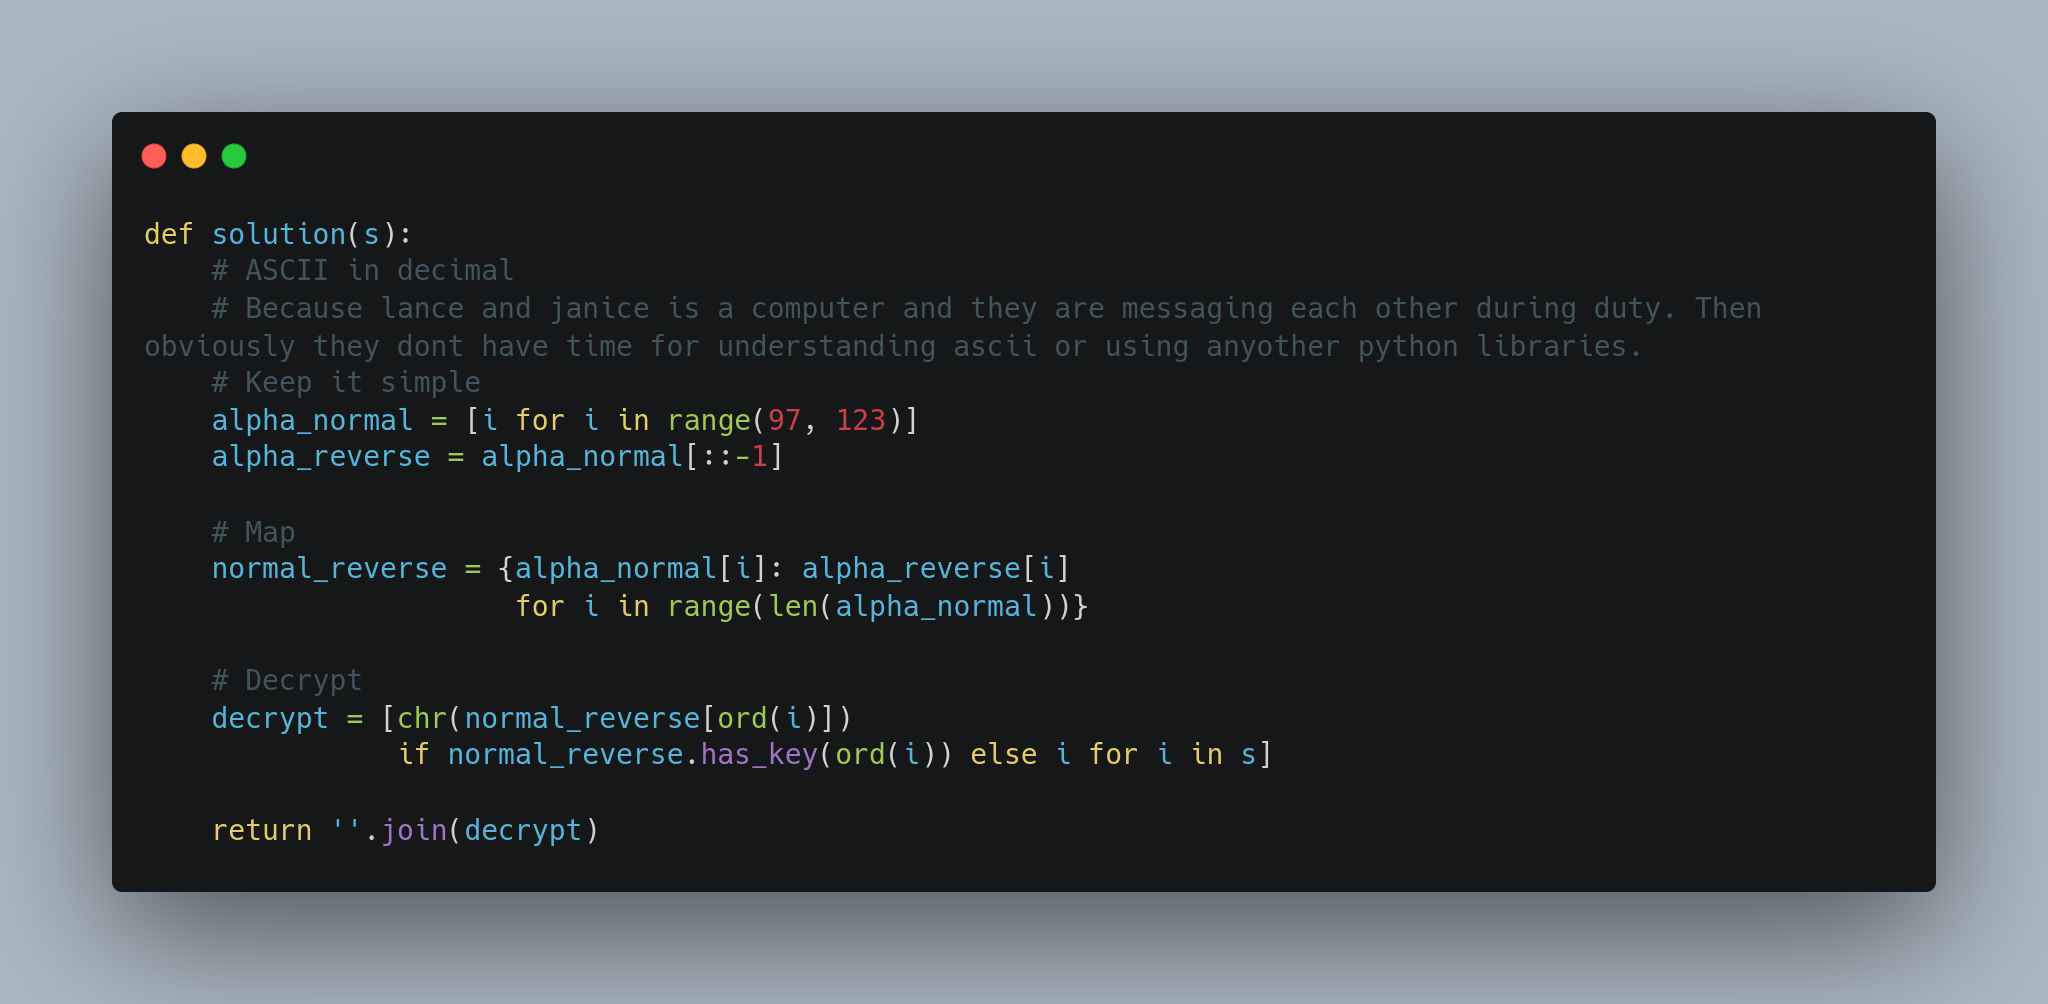 def solution(s):
    # ASCII in decimal
    # Because lance and janice is a computer and they are messaging each other during duty. Then
obviously they dont have time for understanding ascii or using anyother python libraries.
    # Keep it simple
    alpha_normal = [i for i in range(97, 123)]
    alpha_reverse = alpha_normal[::-1]

    # Map
    normal_reverse = {alpha_normal[i]: alpha_reverse[i]
                      for i in range(len(alpha_normal))}

    # Decrypt
    decrypt = [chr(normal_reverse[ord(i)])
               if normal_reverse.has_key(ord(i)) else i for i in s]

    return ''.join(decrypt)